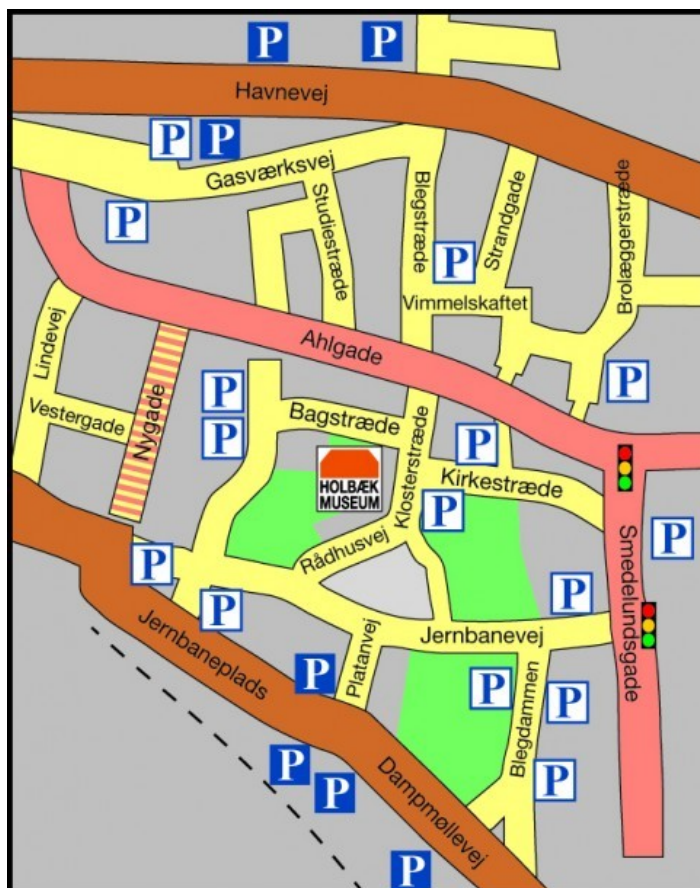 P
P
Havnevej
P
P
Gasværksvej
Studiestræde
Blegstræde
Strandgade
Brolæggerstræde
P
P
Vimmelskaftet
Ahlgade
Lindevej
Vestergade
Nygade
P
P
P
Bagstræde
Klosterstræde
P
Kirkestræde
HOLBÆK
MUSEUM
P
Smedelundsgade
P
Rådhusvej
P
P
P
Jernbanevej
Jernbaneplads
Platanvej
P
P
P
Blegdammen
P
P
P
P
Dampmøllevej
P